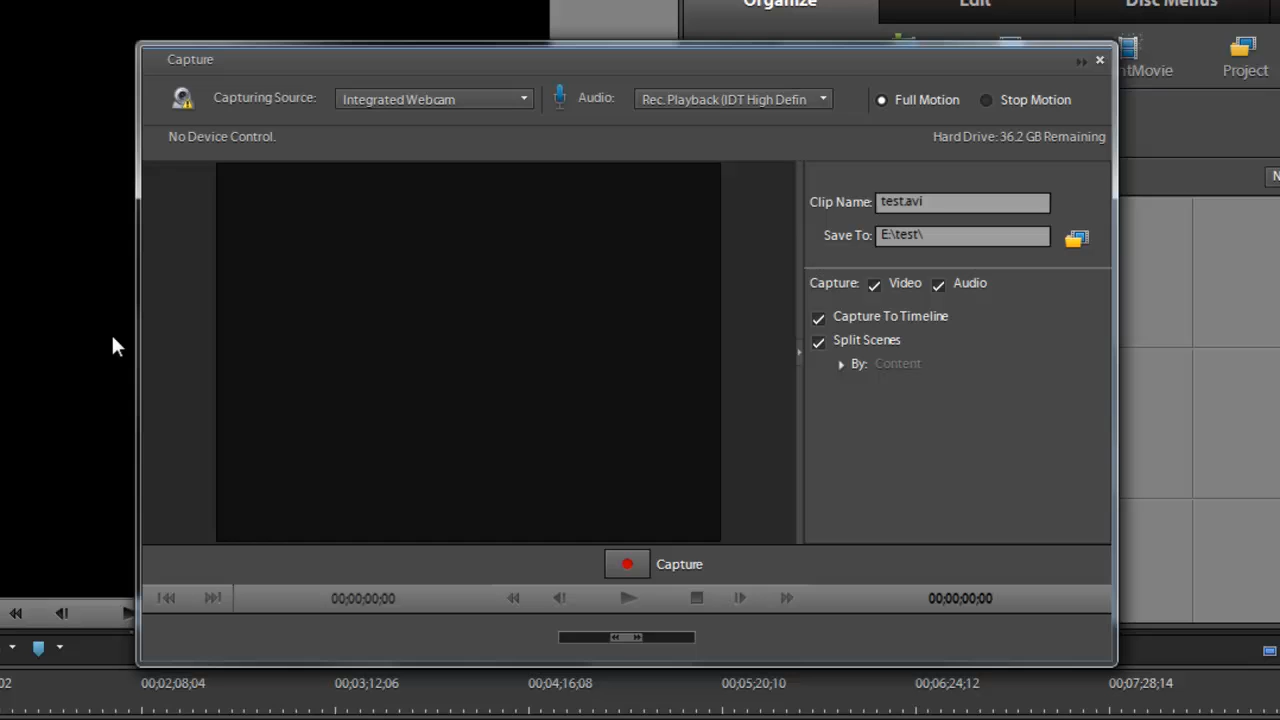 Organize Edit Disc Menus
Capture
Capturing Source: Integrated Webcam Audio: Rec. Playback (IDT High Defin Full Motion Stop Motion
Project
No Device Control. Hard Drive: 36.2 GB Remaining
Clip Name: test.avi
Save To: E:\test\
Capture: Video Audio
Capture To Timeline
Split Scenes
By: Content
Capture
00;00;00;00 00;00;00;00
02 00;02;08;04 00;03;12;06 00;04;16;08 00;05;20;10 00;06;24;12 00;07;28;14